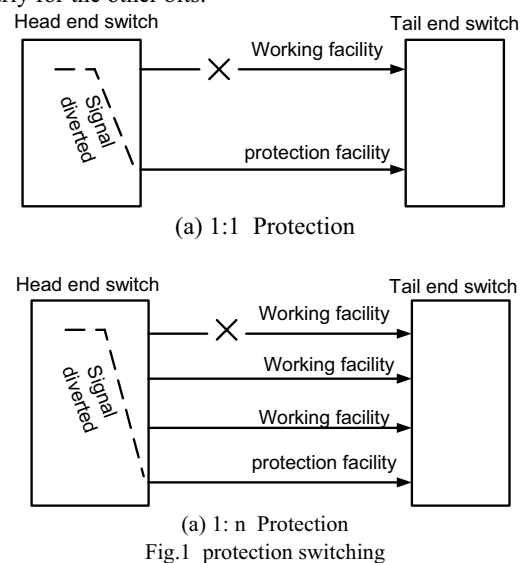 Head end switch
Tail end switch
Working facility
Signal
diverted
protection facility
(a) 1:1 Protection
Head end switch
Tail end switch
Working facility
Working facility
Signal
diverted
Working facility
protection facility
(a) 1: n Protection
Fig.1 protection switching